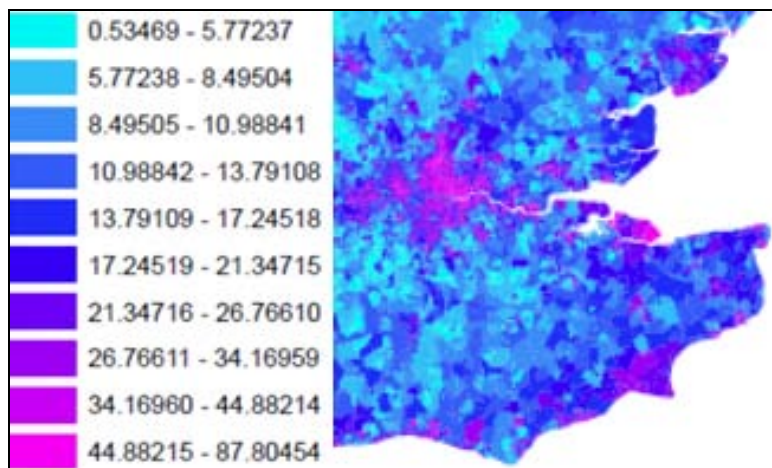 0.53469 - 5.77237
5.77238 - 8.49504
8.49505 - 10.98841
10.98842 - 13.79108
13.79109 - 17.24518
17.24519 - 21.34715
21.34716 - 26.76610
26.76611 - 34.16959
34.16960 - 44.88214
44.88215 - 87.80454